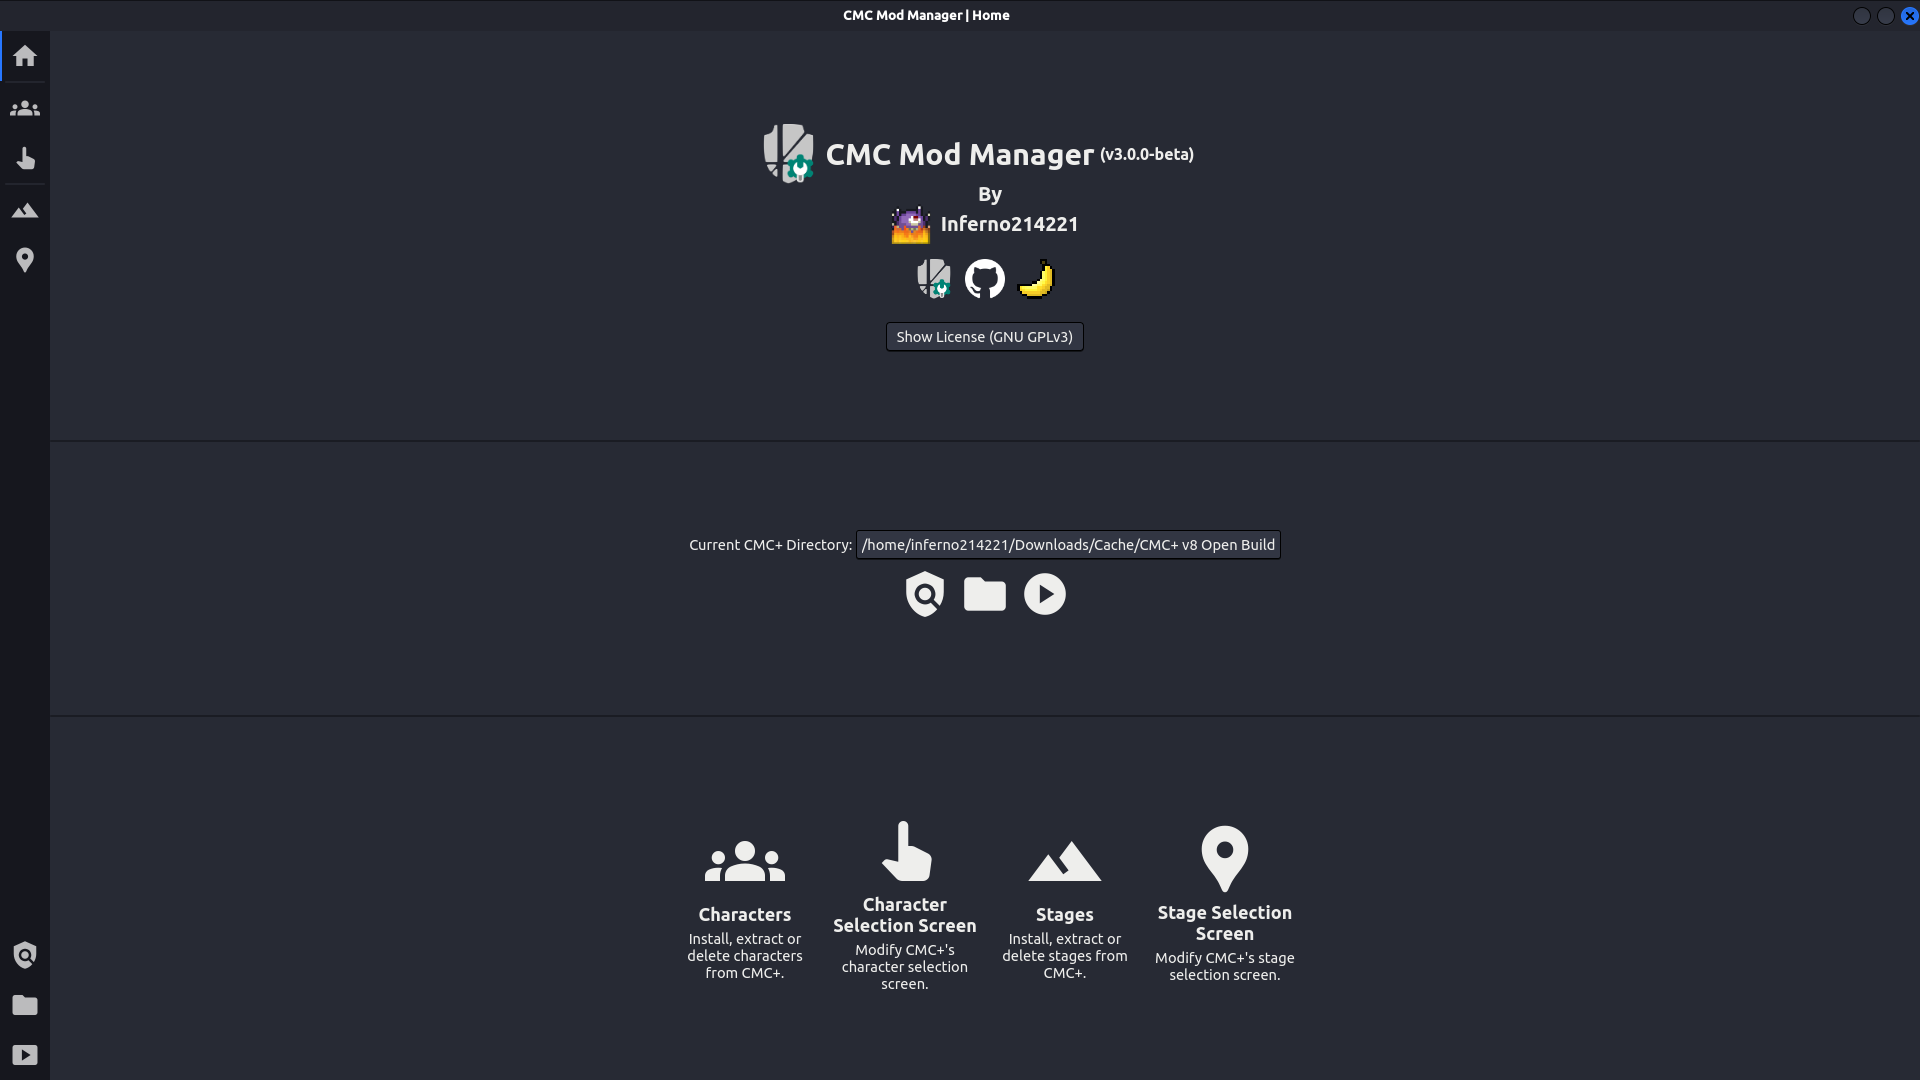 CMC Mod Manager | Home
CMC Mod Manager (v3.0.0-beta)
By
Inferno214221
Show License (GNU GPLv3)
Current CMC+ Directory: /home/inferno214221/Downloads/Cache/CMC+ v8 Open Build
Characters
Install, extract or
delete characters
from CMC+.
Character
Selection Screen
Modify CMC+'s
character selection
screen.
Stages
Install, extract or
delete stages from
CMC+.
Stage Selection
Screen
Modify CMC+'s stage
selection screen.